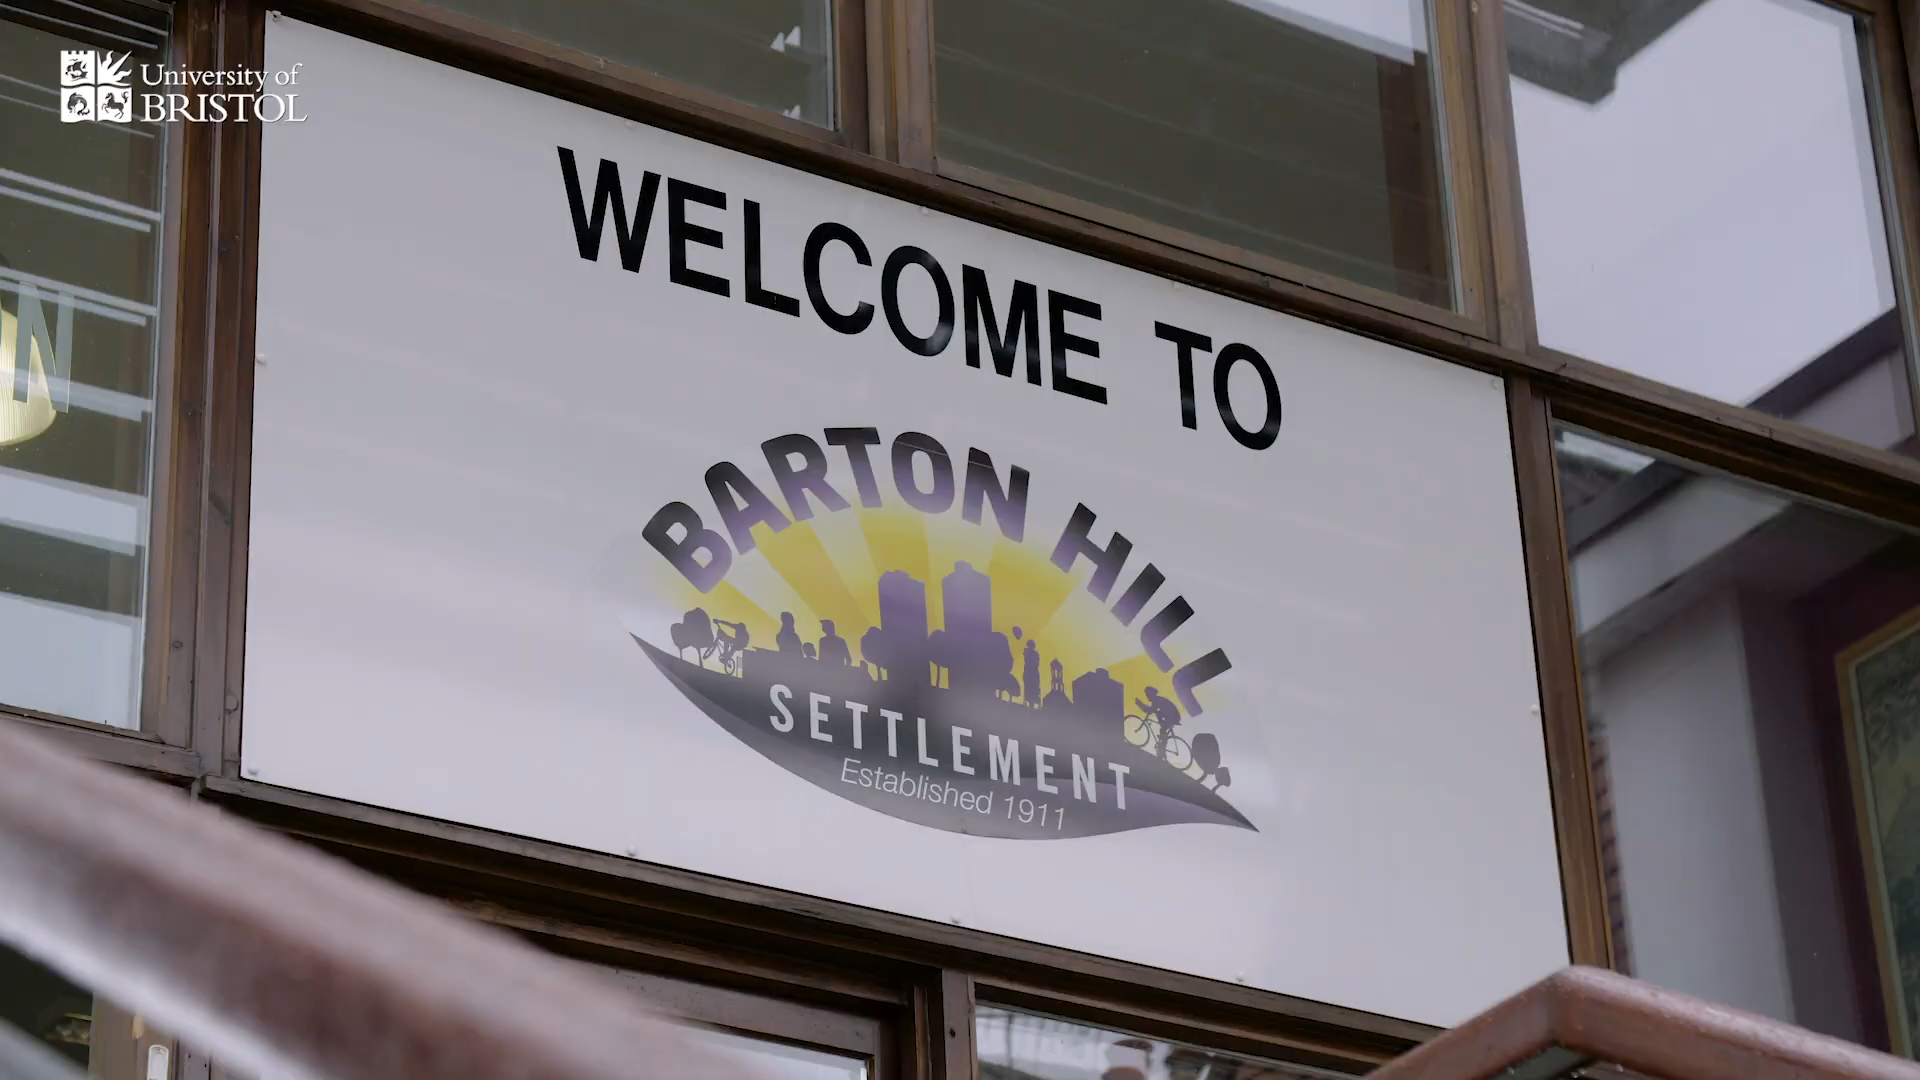 University of
BRISTOL
WELCOME TO
BARTON HILL
SETTLEMENT
Established 1911